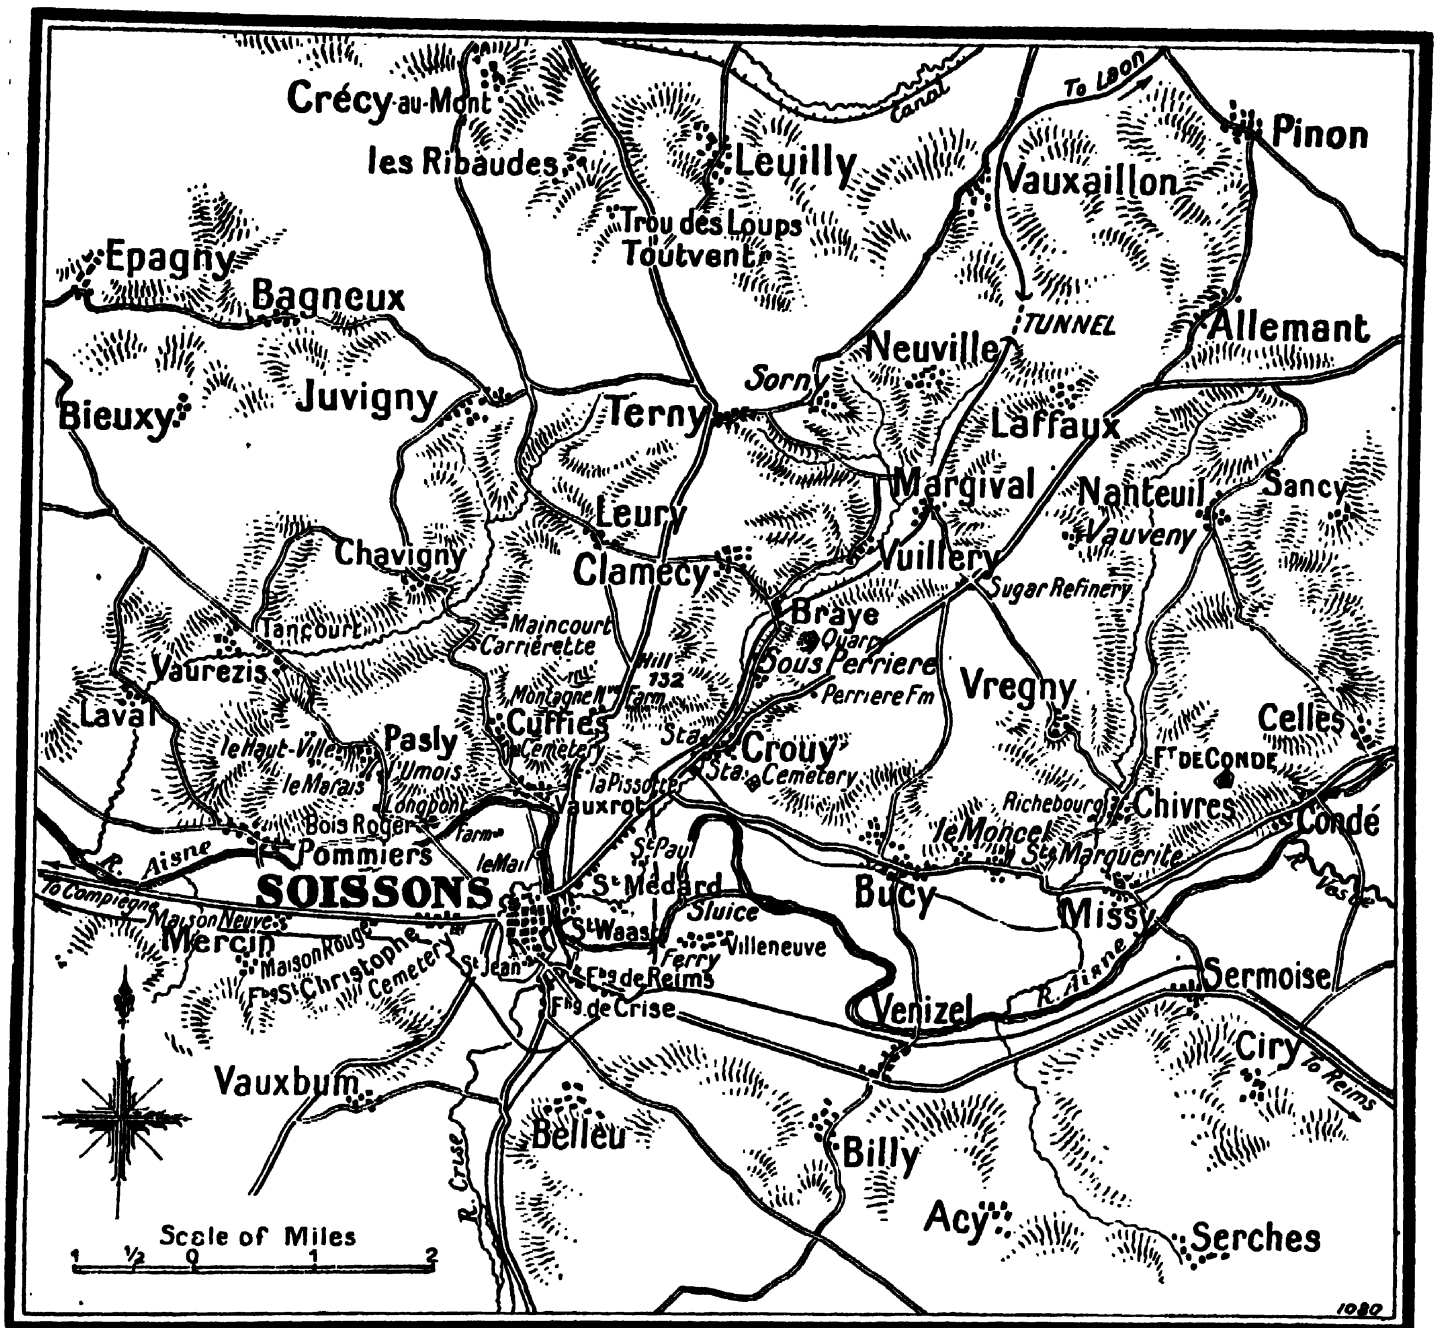 To Laon
Canal
Crécy-au-Mont
Pinon
les Ribaudes
Leuilly
Vauxaillon
Trou des Loups
Toutvent
Epagny
Bagneux
TUNNEL
Allemant
Neuville
Sorny
Juvigny
Bieuxy
Terny
Laffaux
Margival
Nanteuil
Sancy
Leury
Vauveny
Chavigny
Clamecy
Vuillery
Sugar Refinery
Braye
Maincourt
Tancourt
Quarry
Carriérette
Vaurezis
Hill
132
Sous Perriere
Perriere Fm
Vregny
Montagne Nve Farm
Laval
Cuffies
Celles
Pasly
le Haut-Ville
Cemetery
Sta.
Crouy
Ft DE CONDE
Umois
Sta.
Cemetery
le Marais
la Pissotte
Longbon
Vauxrot
Richebourg
Chivres
Bois Roger
Farm
le Moncel
Condé
R. Aisne
Pommiers
le Mail
St Paul
Ste Marguerite
R. Vesle
To Compiegne
SOISSONS
St Médard
Bucy
Maison Neuve
Sluice
Missy
Mercin
Maison Rouge
St Waast
Villeneuve
Fbg St Christophe
Cemetery
St Jean
Ferry
Fbg de Reims
R. Aisne
Sermoise
Fbg. de Crise
Venizel
Ciry
To Reims
Vauxbum
Belleu
Billy
R. Crise
Acy
Serches
Scale of Miles
1 1/2 0 1 2
1080